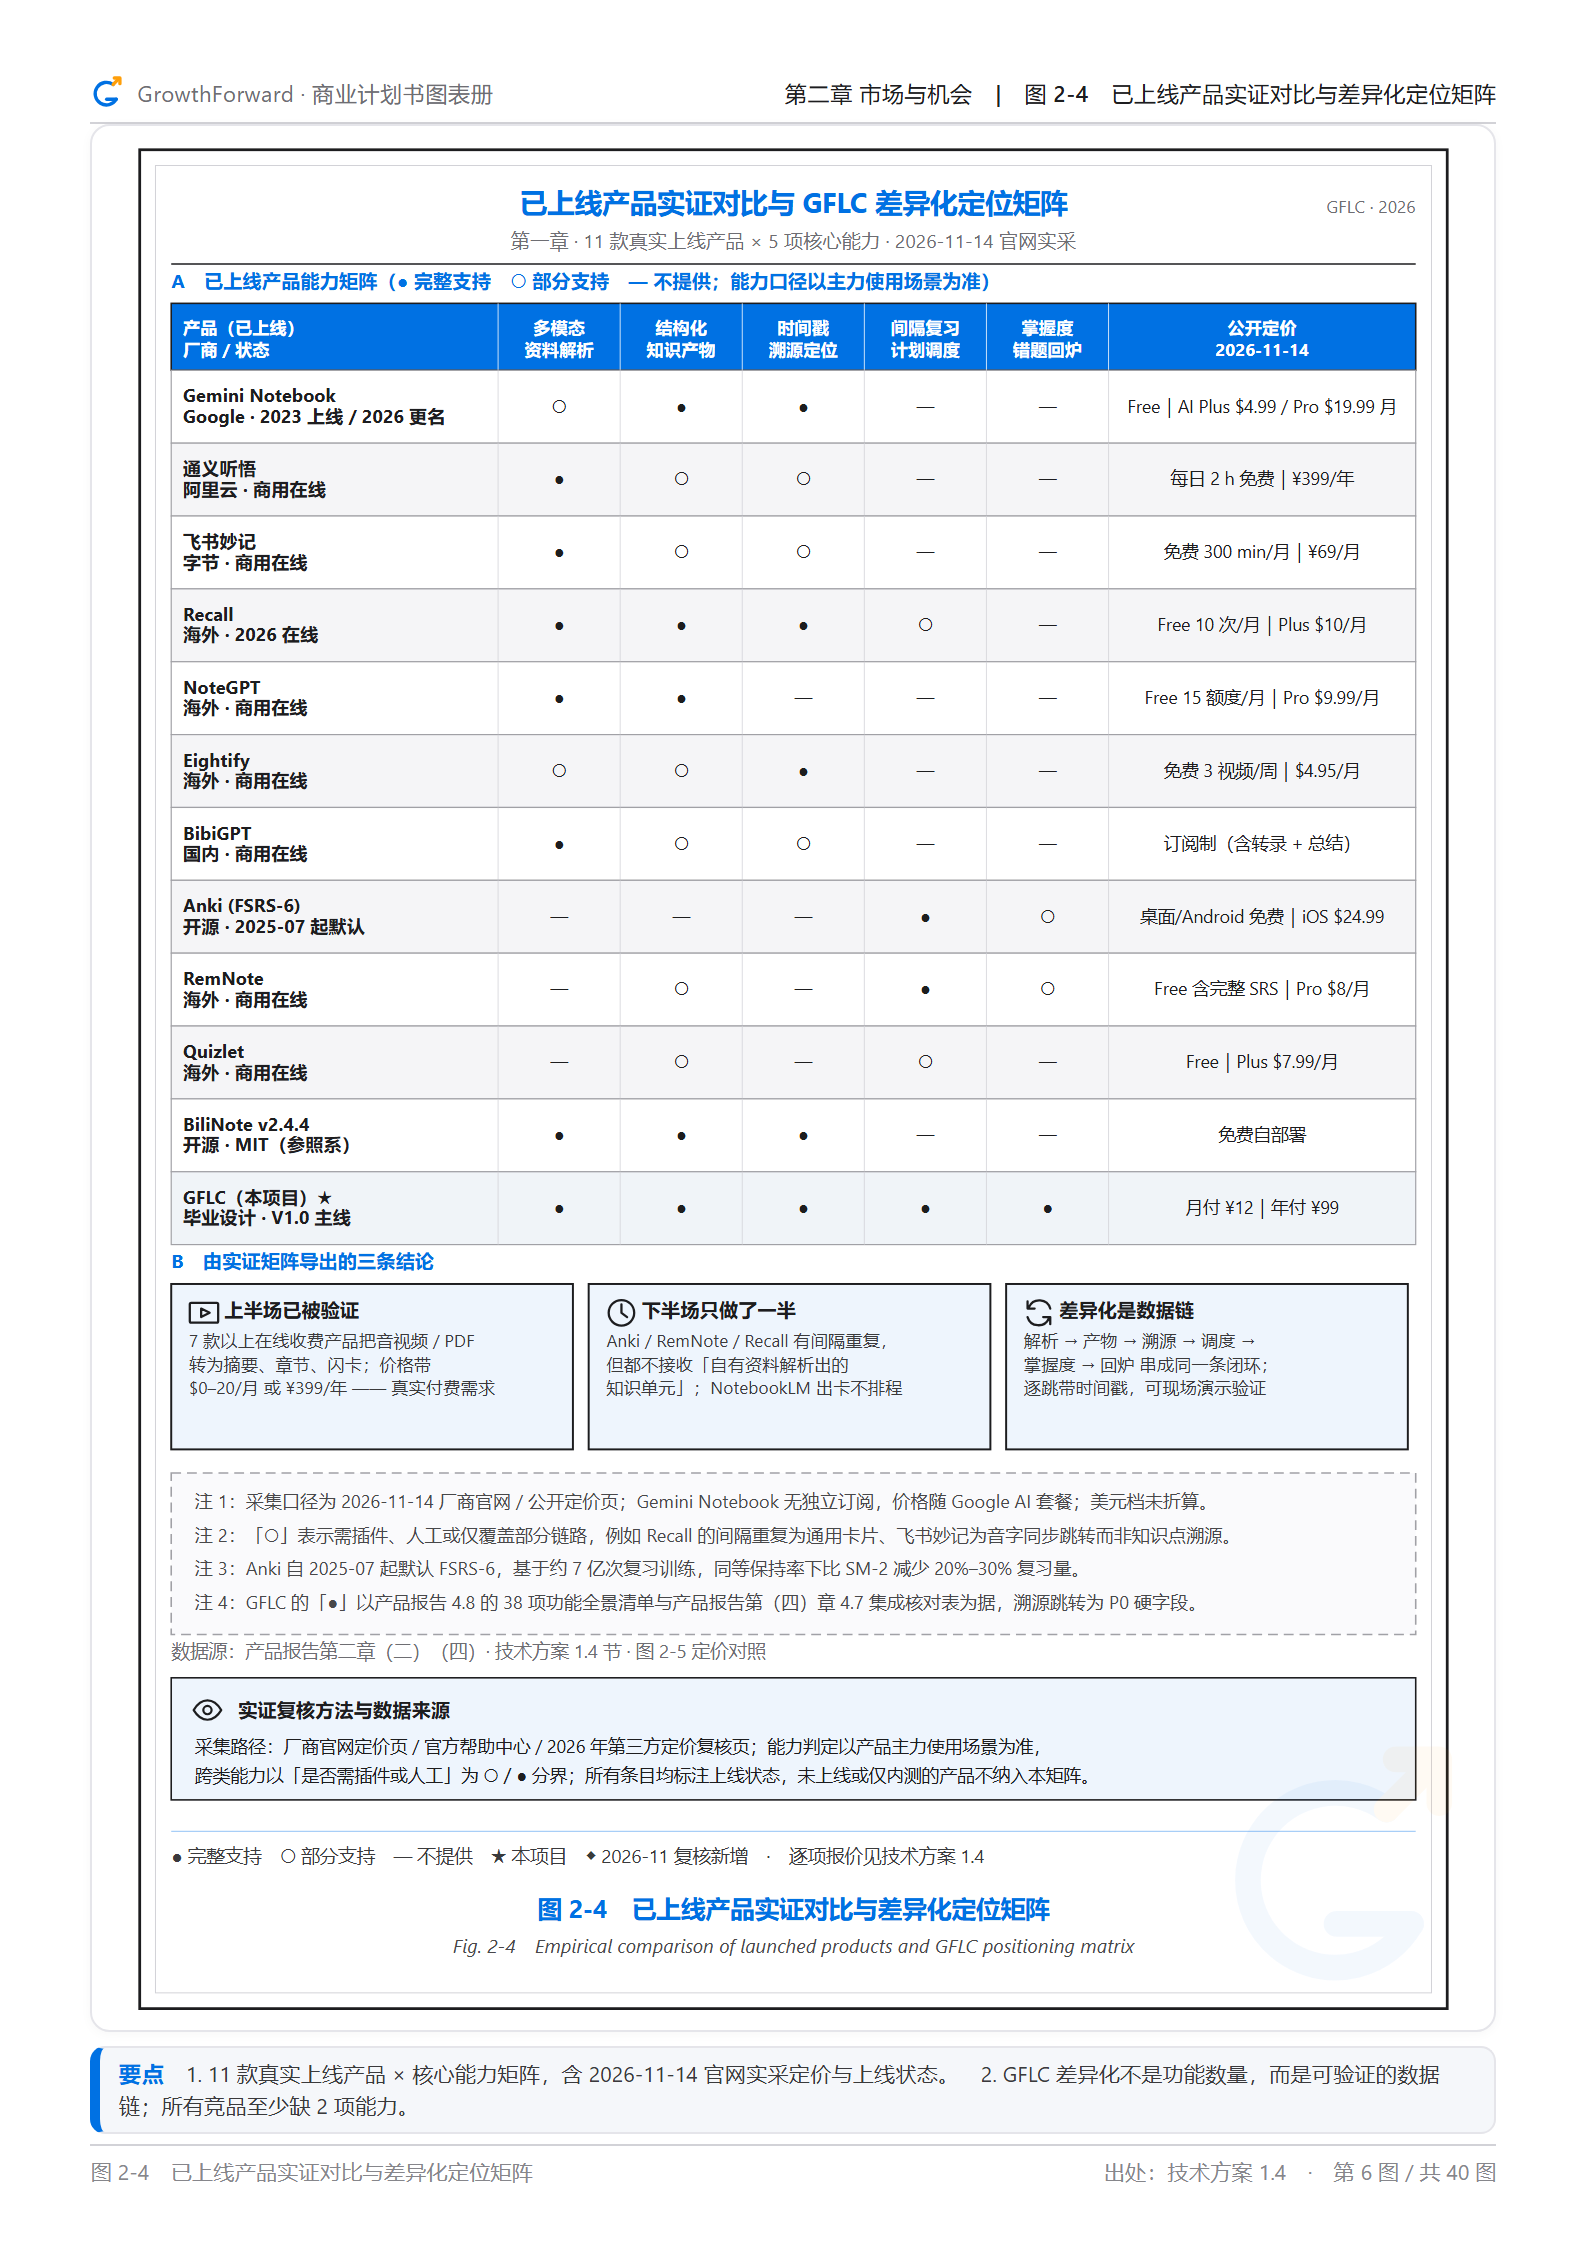 GrowthForward · 商业计划书图表册
第二章 市场与机会 | 图 2-4 已上线产品实证对比与差异化定位矩阵
已上线产品实证对比与 GFLC 差异化定位矩阵
GFLC · 2026
第一章 · 11 款真实上线产品 × 5 项核心能力 · 2026-11-14 官网实采
A 已上线产品能力矩阵（● 完整支持 ○ 部分支持 — 不提供；能力口径以主力使用场景为准）
产品（已上线） 多模态 结构化 时间戳 间隔复习 掌握度 公开定价
厂商 / 状态 资料解析 知识产物 溯源定位 计划调度 错题回炉 2026-11-14
Gemini Notebook
Google · 2023 上线 / 2026 更名 ○ ● ● — — Free | AI Plus $4.99 / Pro $19.99 月
通义听悟
阿里云 · 商用在线 ● ○ ○ — — 每日 2 h 免费 | ¥399/年
飞书妙记
字节 · 商用在线 ● ○ ○ — — 免费 300 min/月 | ¥69/月
Recall
海外 · 2026 在线 ● ● ● ○ — Free 10 次/月 | Plus $10/月
NoteGPT
海外 · 商用在线 ● ● — — — Free 15 额度/月 | Pro $9.99/月
Eightify
海外 · 商用在线 ○ ○ ● — — 免费 3 视频/周 | $4.95/月
BibiGPT
国内 · 商用在线 ● ○ ○ — — 订阅制（含转录 + 总结）
Anki (FSRS-6)
开源 · 2025-07 起默认 — — — ● ○ 桌面/Android 免费 | iOS $24.99
RemNote
海外 · 商用在线 — ○ — ● ○ Free 含完整 SRS | Pro $8/月
Quizlet
海外 · 商用在线 — ○ — ○ — Free | Plus $7.99/月
BiliNote v2.4.4
开源 · MIT（参照系） ● ● ● — — 免费自部署
GFLC（本项目）★
毕业设计 · V1.0 主线 ● ● ● ● ● 月付 ¥12 | 年付 ¥99
B 由实证矩阵导出的三条结论
上半场已被验证
7 款以上在线收费产品把音视频 / PDF
转为摘要、章节、闪卡；价格带
$0–20/月 或 ¥399/年 —— 真实付费需求
下半场只做了一半
Anki / RemNote / Recall 有间隔重复，
但都不接收「自有资料解析出的
知识单元」；NotebookLM 出卡不排程
差异化是数据链
解析 → 产物 → 溯源 → 调度 →
掌握度 → 回炉 串成同一条闭环；
逐跳带时间戳，可现场演示验证
注 1：采集口径为 2026-11-14 厂商官网 / 公开定价页；Gemini Notebook 无独立订阅，价格随 Google AI 套餐；美元档未折算。
注 2：「○」表示需插件、人工或仅覆盖部分链路，例如 Recall 的间隔重复为通用卡片、飞书妙记为音字同步跳转而非知识点溯源。
注 3：Anki 自 2025-07 起默认 FSRS-6，基于约 7 亿次复习训练，同等保持率下比 SM-2 减少 20%–30% 复习量。
注 4：GFLC 的「●」以产品报告 4.8 的 38 项功能全景清单与产品报告第（四）章 4.7 集成核对表为据，溯源跳转为 P0 硬字段。
数据源：产品报告第二章（二）（四）· 技术方案 1.4 节 · 图 2-5 定价对照
实证复核方法与数据来源
采集路径：厂商官网定价页 / 官方帮助中心 / 2026 年第三方定价复核页；能力判定以产品主力使用场景为准，
跨类能力以「是否需插件或人工」为 ○ / ● 分界；所有条目均标注上线状态，未上线或仅内测的产品不纳入本矩阵。
● 完整支持 ○ 部分支持 — 不提供 ★ 本项目 ◆ 2026-11 复核新增 · 逐项报价见技术方案 1.4
图 2-4 已上线产品实证对比与差异化定位矩阵
Fig. 2-4 Empirical comparison of launched products and GFLC positioning matrix
要点 1. 11 款真实上线产品 × 核心能力矩阵，含 2026-11-14 官网实采定价与上线状态。 2. GFLC 差异化不是功能数量，而是可验证的数据
链；所有竞品至少缺 2 项能力。
图 2-4 已上线产品实证对比与差异化定位矩阵
出处：技术方案 1.4 · 第 6 图 / 共 40 图